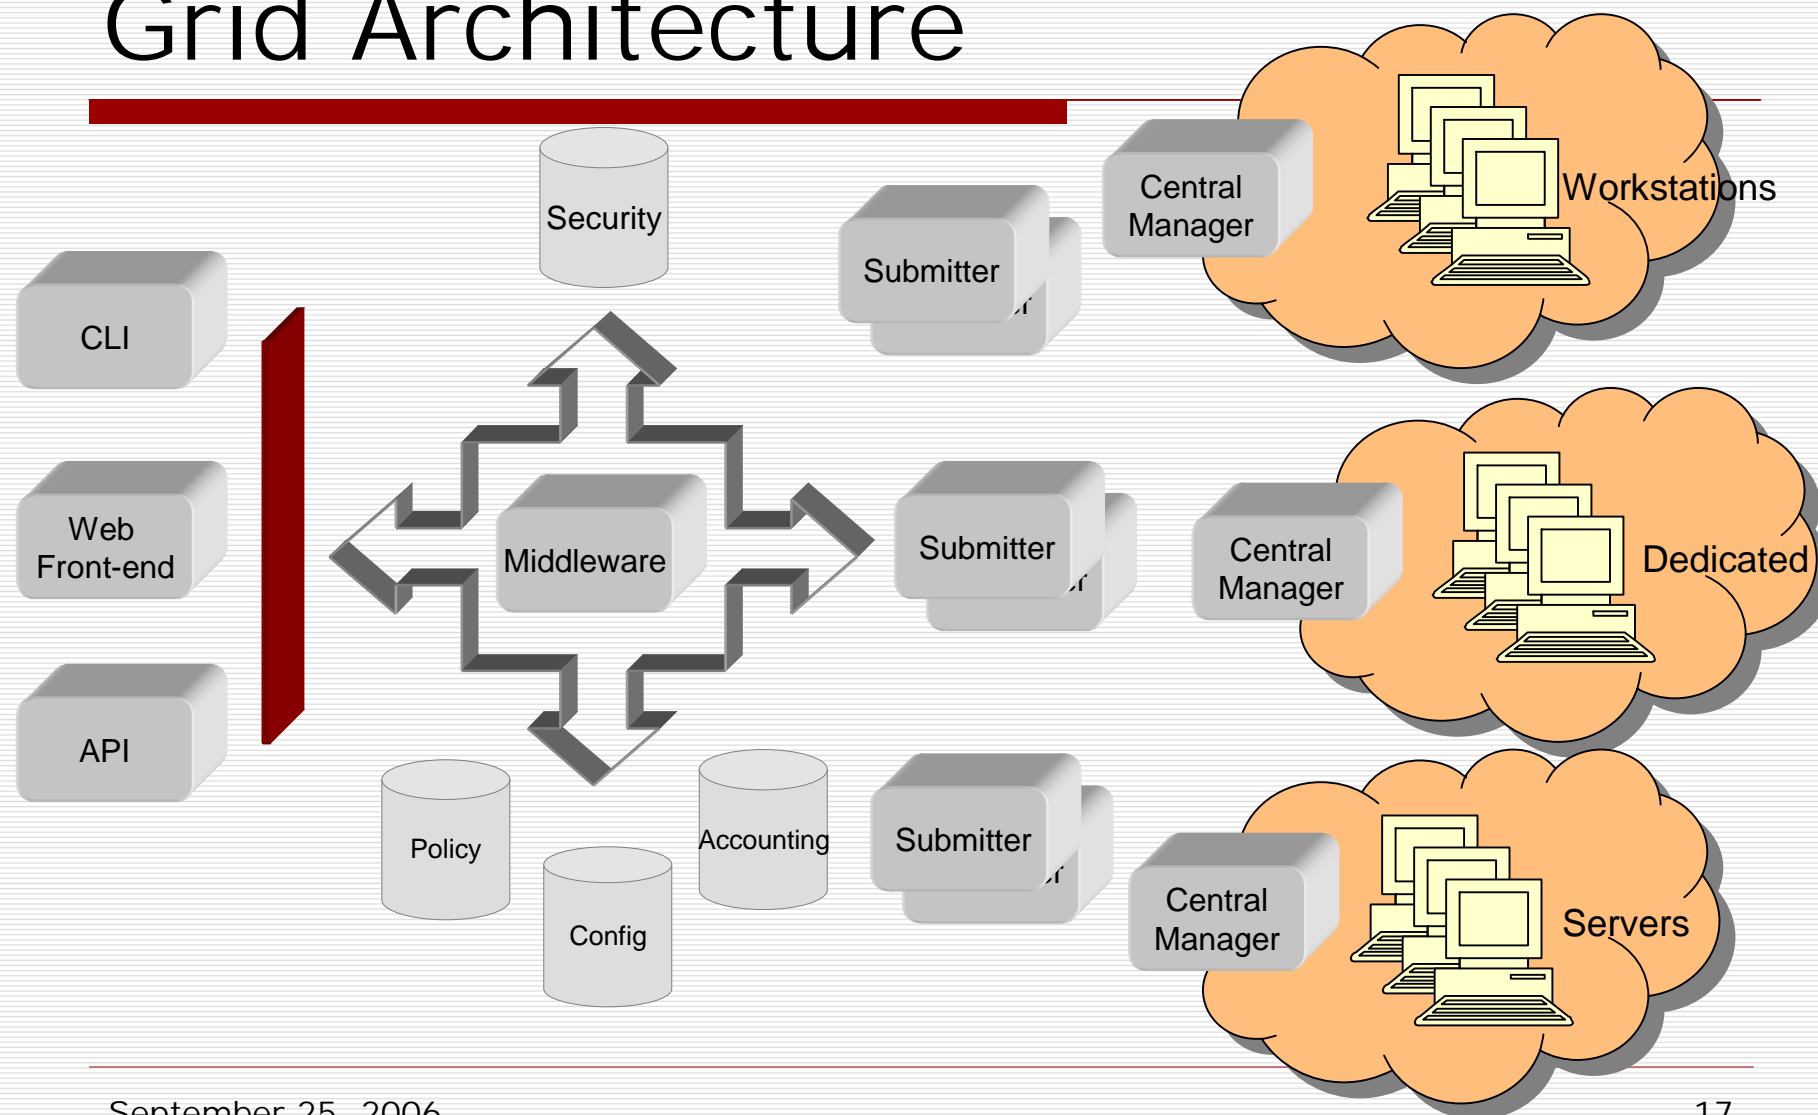 Grid Architecture
Security
CLI
Web
Front-end
API
Middleware
Policy
Config
Accounting
Submitter
Central
Manager
Workstations
Submitter
Central
Manager
Dedicated
Submitter
Central
Manager
Servers
September 25, 2006
17